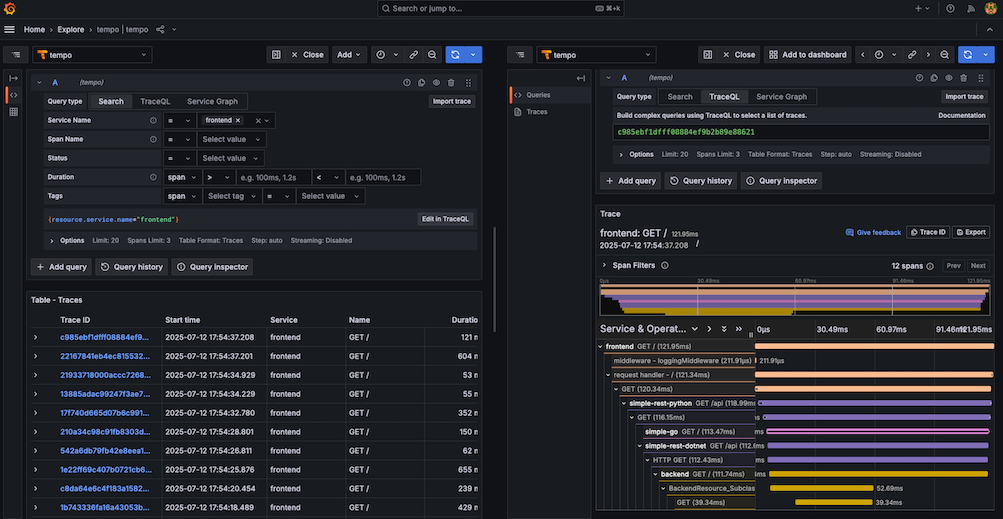 Search or jump to...
⌘+k
Home › Explore › tempo | tempo
tempo
Close
Add
A
(tempo)
Query type
Search
TraceQL
Service Graph
Import trace
Service Name
=
frontend
Span Name
=
Select value
Status
=
Select value
Duration
span
>
e.g. 100ms, 1.2s
<
e.g. 100ms, 1.2s
Tags
span
Select tag
=
Select value
{resource.service.name="frontend"}
Edit in TraceQL
Options Limit: 20 Spans Limit: 3 Table Format: Traces Step: auto Streaming: Disabled
+ Add query
Query history
Query inspector
Table - Traces
Trace ID Start time Service Name Duratio
c985ebf1dfff08884ef9... 2025-07-12 17:54:37.208 frontend GET / 121 n
22167841eb4ec815532... 2025-07-12 17:54:37.201 frontend GET / 604 n
21933718000accc7268... 2025-07-12 17:54:34.929 frontend GET / 53 n
13885adac99247f3ae7... 2025-07-12 17:54:34.229 frontend GET / 55 n
17f740d665d07b6c991... 2025-07-12 17:54:32.780 frontend GET / 352 n
210a34c98c91fb8303d... 2025-07-12 17:54:28.801 frontend GET / 150 n
542a6db79fb42e8eea1... 2025-07-12 17:54:26.811 frontend GET / 62 n
1e22ff69c407b0721cb6... 2025-07-12 17:54:25.876 frontend GET / 655 n
c8da64e6c4f183a1582... 2025-07-12 17:54:20.454 frontend GET / 239 n
1b743336fa16a43053b... 2025-07-12 17:54:18.489 frontend GET / 429 n
tempo
Close
Add to dashboard
Queries
Traces
A
(tempo)
Query type
Search
TraceQL
Service Graph
Import trace
Build complex queries using TraceQL to select a list of traces.
Documentation
c985ebf1dfff08884ef9b2b89e88621
Options Limit: 20 Spans Limit: 3 Table Format: Traces Step: auto Streaming: Disabled
+ Add query
Query history
Query inspector
Trace
frontend: GET / 121.95ms
2025-07-12 17:54:37.208 /
Give feedback
Trace ID
Export
Span Filters
12 spans
Prev
Next
0µs 30.49ms 60.97ms 91.46ms 121.95ms
Service & Operat...
0µs 30.49ms 60.97ms 91.46ms 121.95ms
frontend GET / (121.95ms)
middleware - loggingMiddleware (211.91µs) 211.91µs
request handler - / (121.34ms)
GET (120.34ms)
simple-rest-python GET /api (118.99ms
GET (116.15ms) ms
simple-go GET / (113.47ms) ms
simple-rest-dotnet GET /api (112.8 ms
HTTP GET (112.43ms) ms
backend GET / (111.74ms) ms
BackendResource_Subclas 52.69ms
GET (39.34ms) 39.34ms